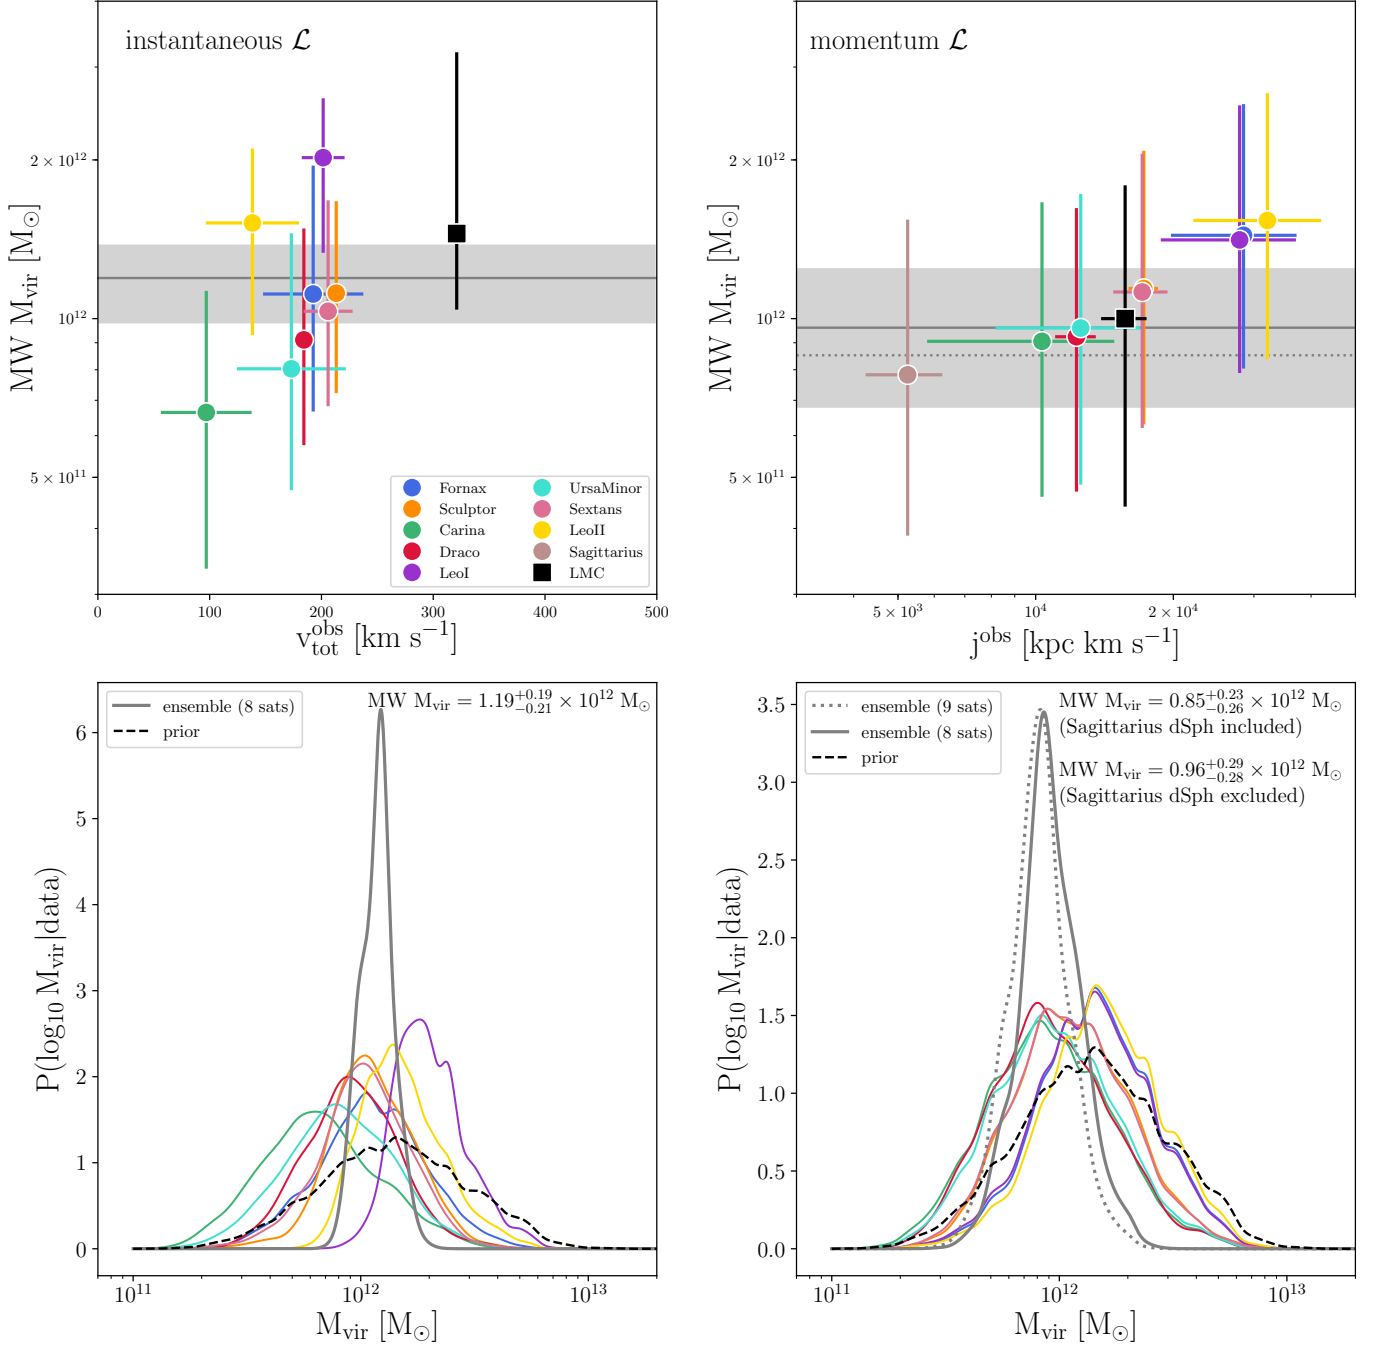 instantaneous ℒ
MW M_vir [M_⊙]
2 × 10^12
10^12
5 × 10^11
Fornax
Sculptor
Carina
Draco
LeoI
UrsaMinor
Sextans
LeoII
Sagittarius
LMC
0 100 200 300 400 500
v_tot^obs [km s^−1]
momentum ℒ
MW M_vir [M_⊙]
2 × 10^12
10^12
5 × 10^11
5 × 10^3 10^4 2 × 10^4
j^obs [kpc km s^−1]
ensemble (8 sats)
prior
MW M_vir = 1.19^+0.19_−0.21 × 10^12 M_⊙
P(log_10 M_vir|data)
6
5
4
3
2
1
0
10^11 10^12 10^13
M_vir [M_⊙]
ensemble (9 sats)
ensemble (8 sats)
prior
MW M_vir = 0.85^+0.23_−0.26 × 10^12 M_⊙
(Sagittarius dSph included)
MW M_vir = 0.96^+0.29_−0.28 × 10^12 M_⊙
(Sagittarius dSph excluded)
P(log_10 M_vir|data)
3.5
3.0
2.5
2.0
1.5
1.0
0.5
0.0
10^11 10^12 10^13
M_vir [M_⊙]